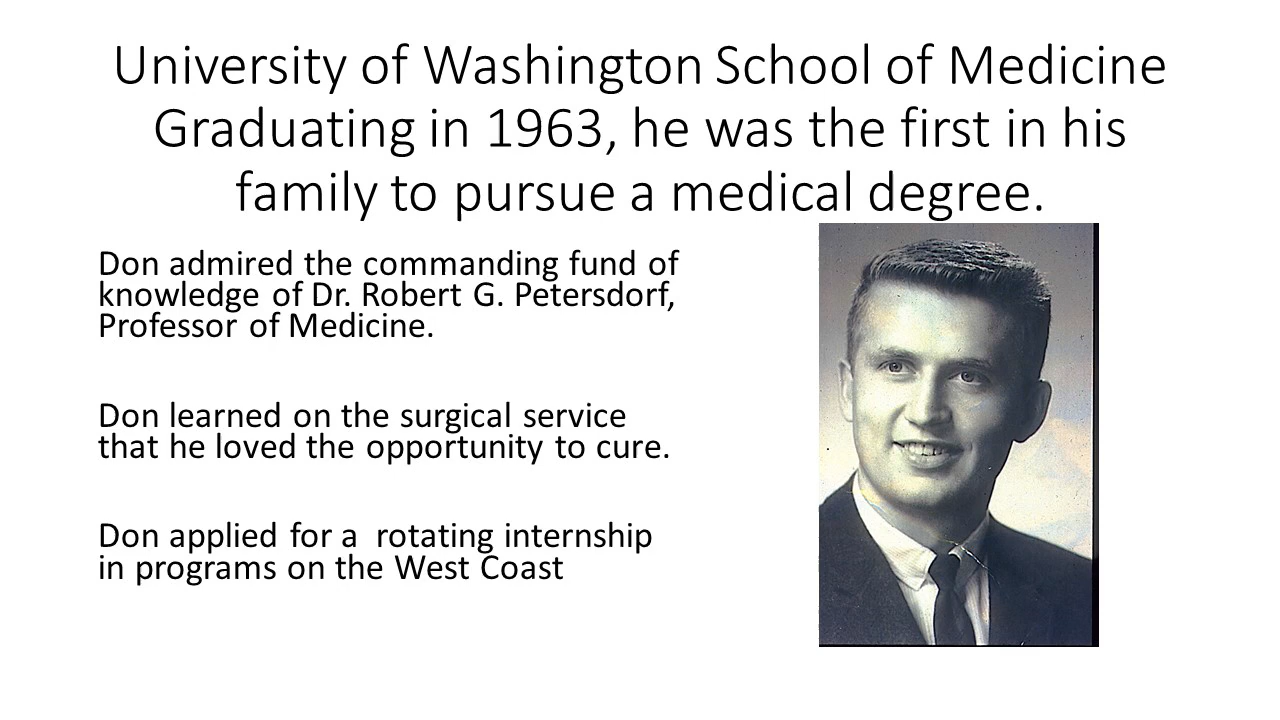 University of Washington School of Medicine
Graduating in 1963, he was the first in his
family to pursue a medical degree.
Don admired the commanding fund of
knowledge of Dr. Robert G. Petersdorf,
Professor of Medicine.
Don learned on the surgical service
that he loved the opportunity to cure.
Don applied for a  rotating internship
in programs on the West Coast